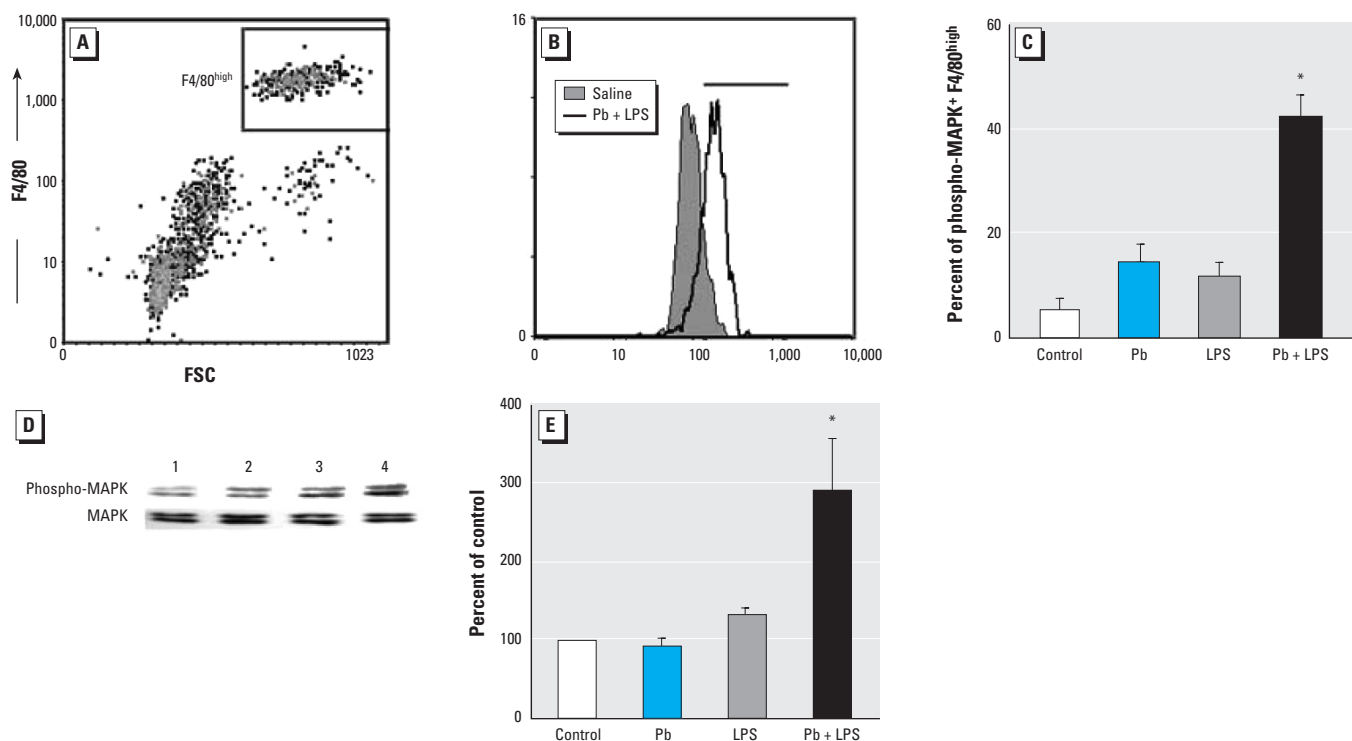 A
F4/80
10,000
1,000
100
10
0
F4/80high
0
1023
FSC
B
16
0
Saline
Pb + LPS
0
10
100
1,000
10,000
C
Percent of phospho-MAPK+ F4/80high
60
40
20
0
*
Control
Pb
LPS
Pb + LPS
D
1 2 3 4
Phospho-MAPK
MAPK
E
Percent of control
400
300
200
100
0
*
Control
Pb
LPS
Pb + LPS